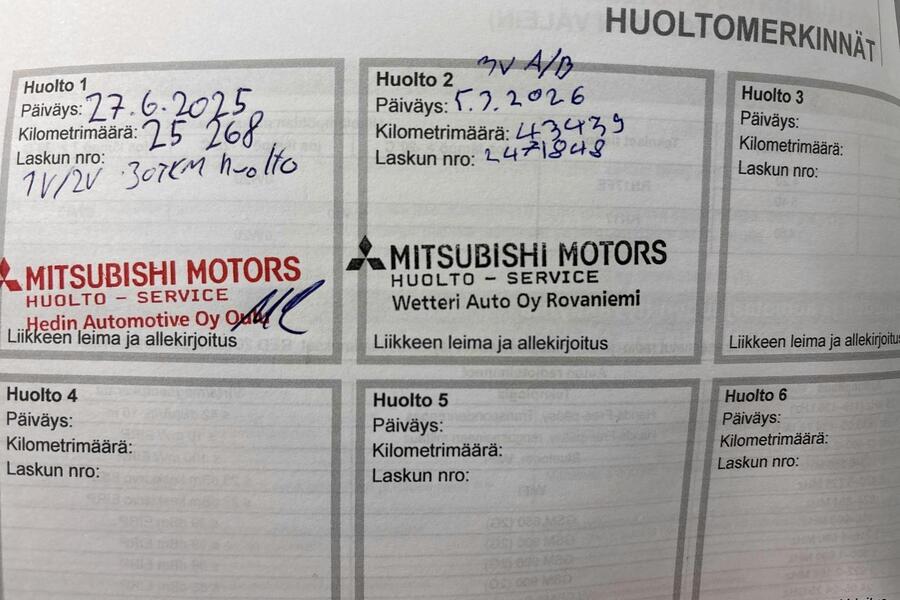 HUOLTOMERKINNÄT
Huolto 1
Päiväys: 27.6.2025
Kilometrimäärä: 25 268
Laskun nro:
1V/2V 30TKM huolto
MITSUBISHI MOTORS
HUOLTO - SERVICE
Hedin Automotive Oy Oulu
Liikkeen leima ja allekirjoitus
Huolto 2 3V A/B
Päiväys: 5.3.2026
Kilometrimäärä: 43439
Laskun nro: 2471848
MITSUBISHI MOTORS
HUOLTO - SERVICE
Wetteri Auto Oy Rovaniemi
Liikkeen leima ja allekirjoitus
Huolto 3
Päiväys:
Kilometrimäärä:
Laskun nro:
Liikkeen leima ja allekirjoitus
Huolto 4
Päiväys:
Kilometrimäärä:
Laskun nro:
Huolto 5
Päiväys:
Kilometrimäärä:
Laskun nro:
Huolto 6
Päiväys:
Kilometrimäärä:
Laskun nro: